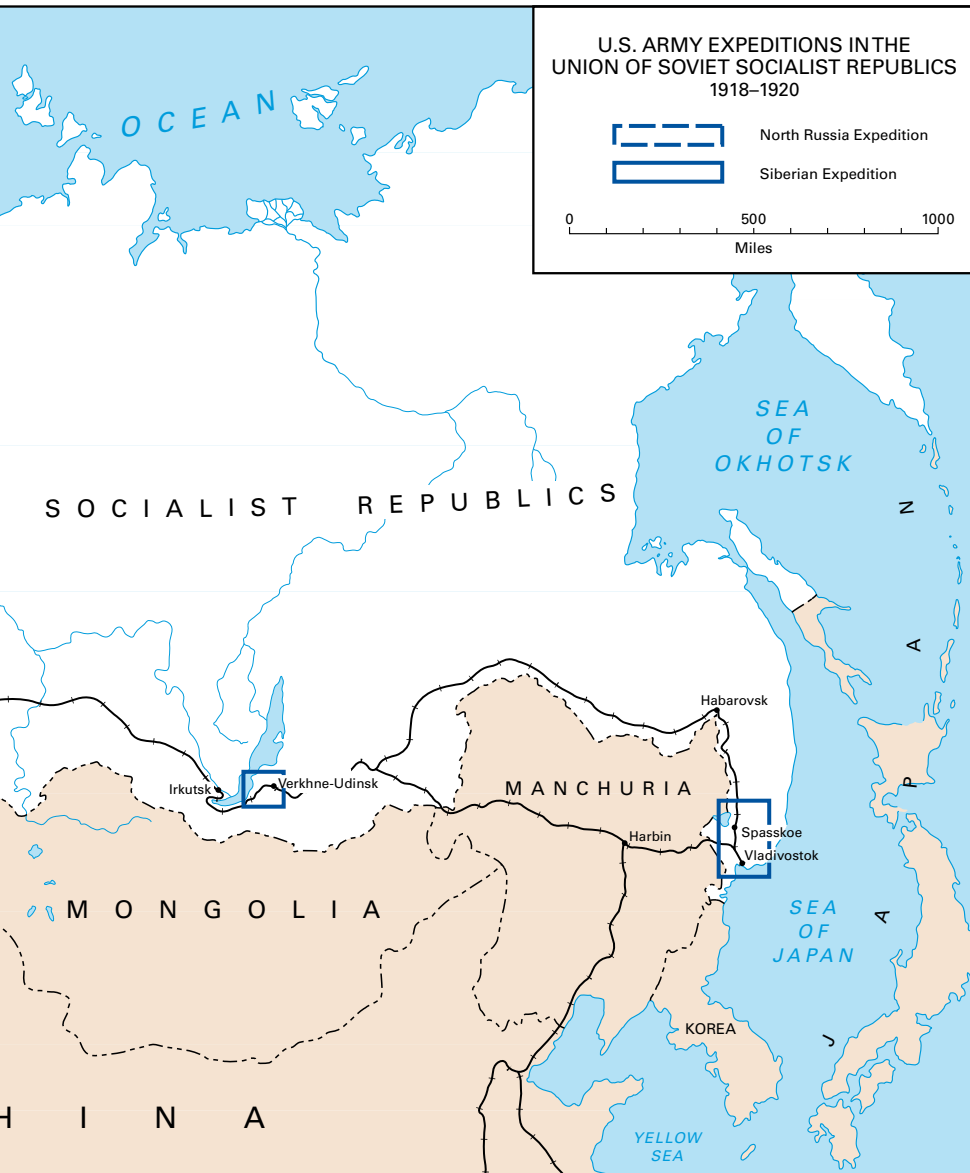 U.S. ARMY EXPEDITIONS IN THE
UNION OF SOVIET SOCIALIST REPUBLICS
1918–1920
North Russia Expedition
Siberian Expedition
0 500 1000
Miles
OCEAN
SEA
OF
OKHOTSK
SOCIALIST REPUBLICS
Habarovsk
Irkutsk
Verkhne-Udinsk
MANCHURIA
Harbin
Spasskoe
Vladivostok
MONGOLIA
SEA
OF
JAPAN
JAPAN
KOREA
HINA
YELLOW
SEA